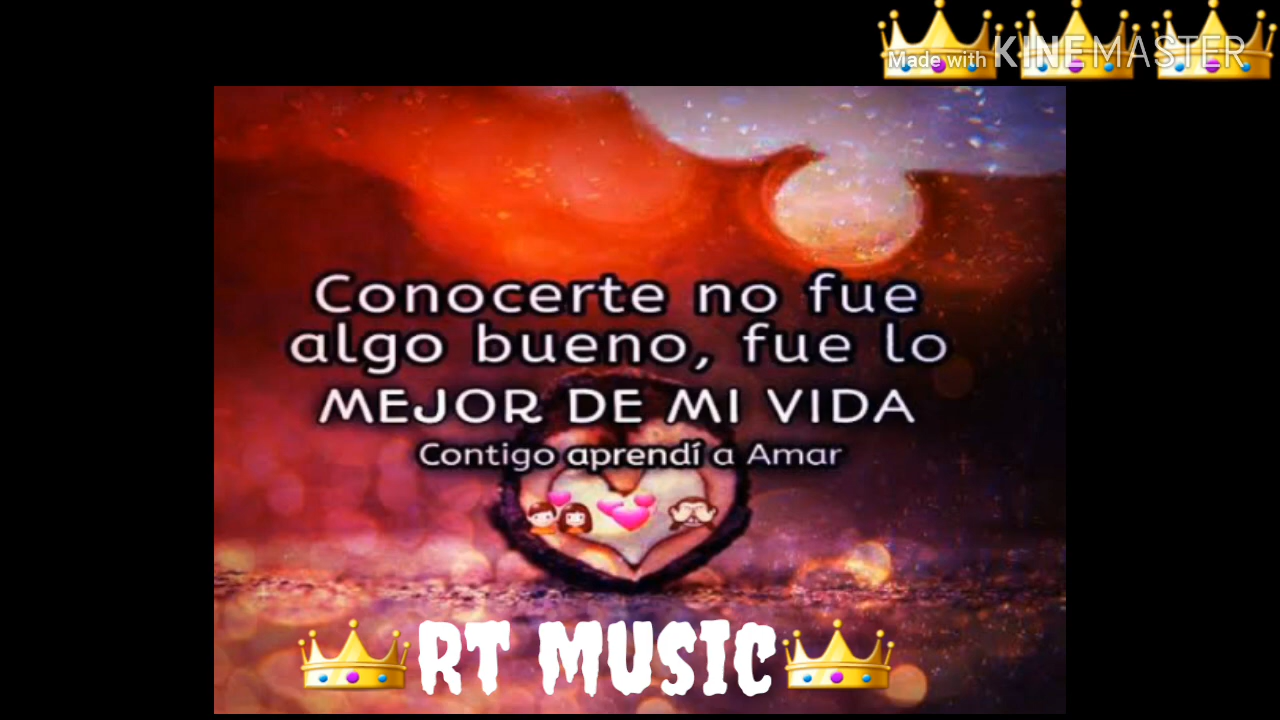 Made with KINEMASTER
Conocerte no fue
algo bueno, fue lo
MEJOR DE MI VIDA
Contigo aprendí a Amar
RT MUSIC